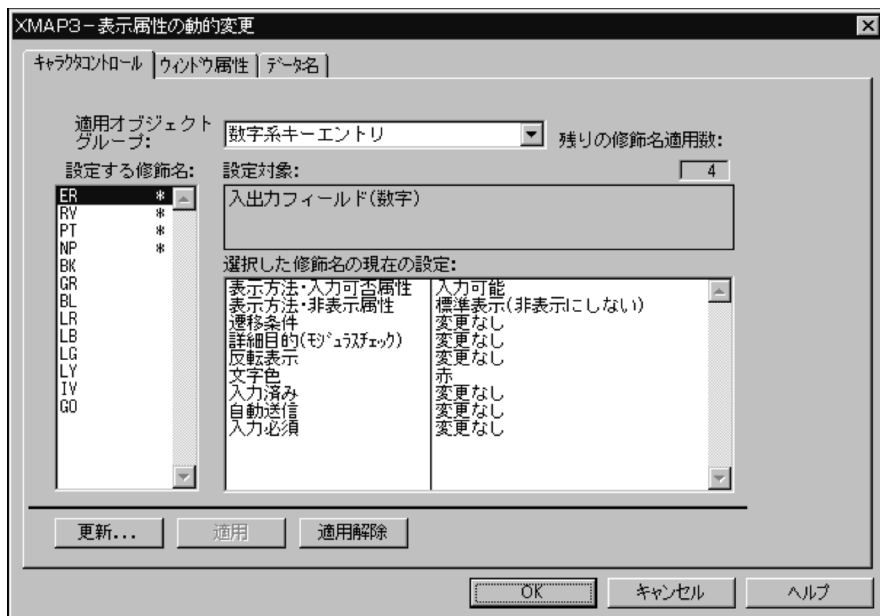 XMAP3－表示属性の動的変更
ｷｬﾗｸﾀｺﾝﾄﾛｰﾙ ｳｨﾝﾄﾞｳ属性 ﾃﾞｰﾀ名
適用オブジェクト
グループ:
数字系キーエントリ
残りの修飾名適用数:
4
設定する修飾名:
ER *
RV *
PT *
NP *
BK
GR
BL
LR
LB
LG
LY
IV
GO
設定対象:
入出力フィールド(数字)
選択した修飾名の現在の設定:
表示方法・入力可否属性 入力可能
表示方法・非表示属性 標準表示(非表示にしない)
遷移条件 変更なし
詳細目的(ﾓｼﾞｭﾗｽﾁｪｯｸ) 変更なし
反転表示 変更なし
文字色 赤
入力済み 変更なし
自動送信 変更なし
入力必須 変更なし
更新... 適用 適用解除
OK キャンセル ヘルプ